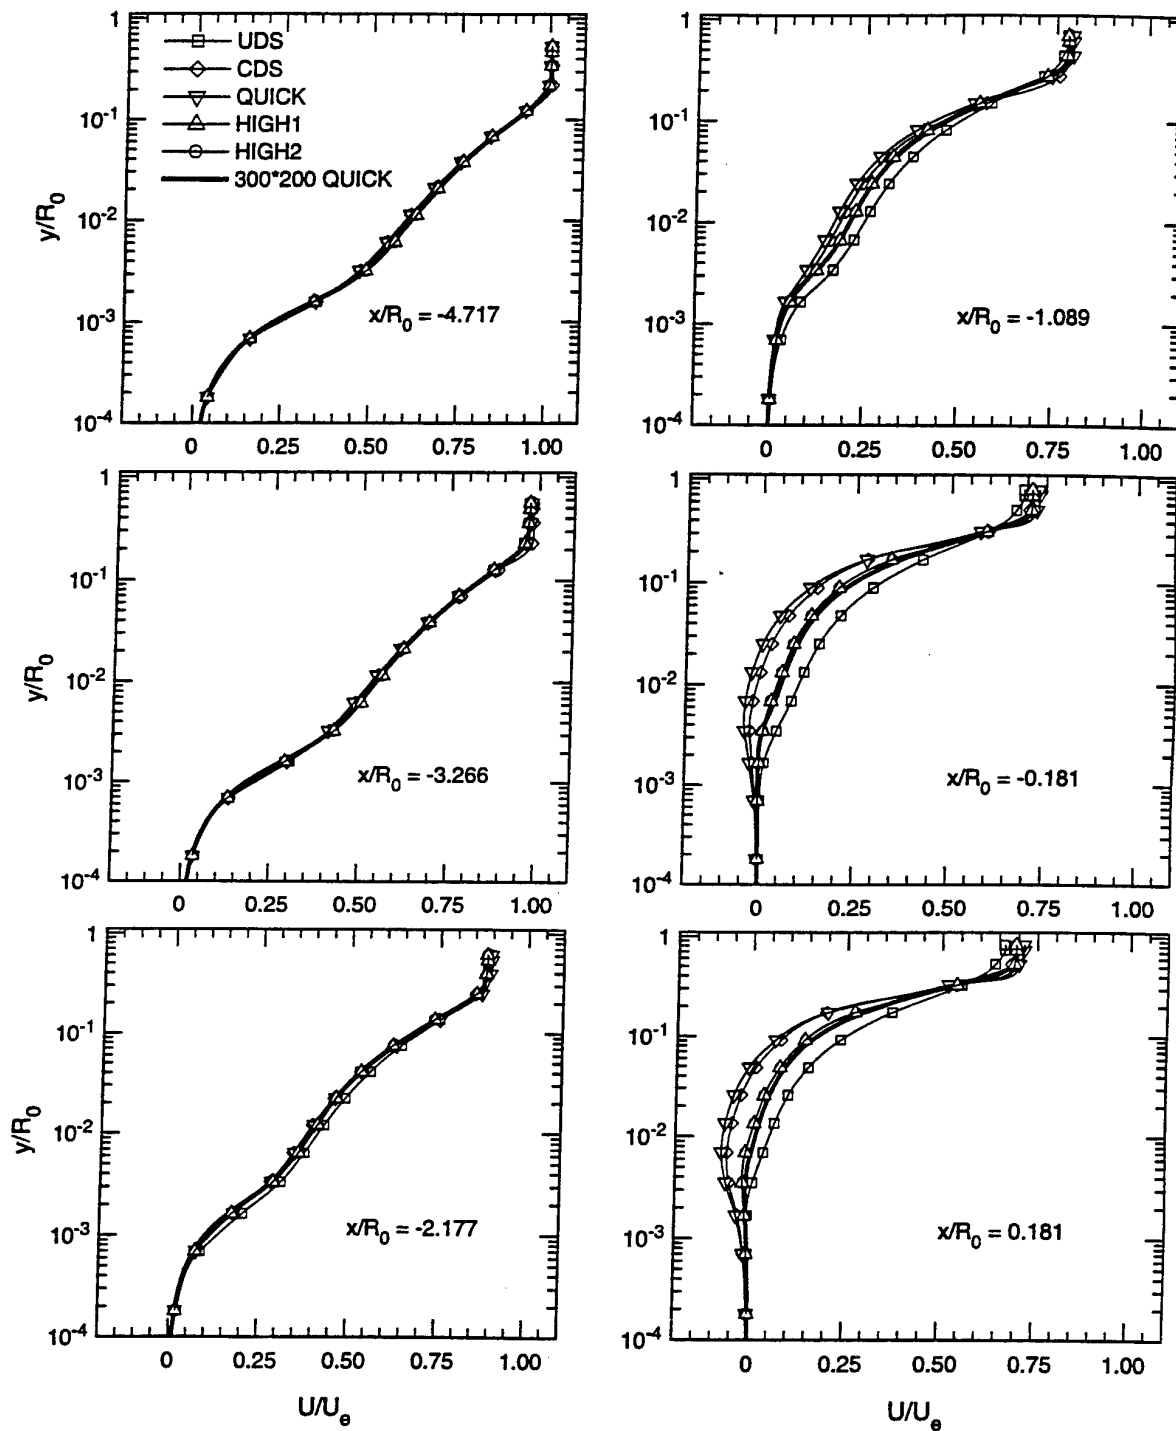 1
10-1
10-2
10-3
10-4
y/R0
UDS
CDS
QUICK
HIGH1
HIGH2
300*200 QUICK
x/R0 = -4.717
0 0.25 0.50 0.75 1.00
1
10-1
10-2
10-3
10-4
x/R0 = -1.089
0 0.25 0.50 0.75 1.00
1
10-1
10-2
10-3
10-4
y/R0
x/R0 = -3.266
0 0.25 0.50 0.75 1.00
1
10-1
10-2
10-3
10-4
x/R0 = -0.181
0 0.25 0.50 0.75 1.00
1
10-1
10-2
10-3
10-4
y/R0
x/R0 = -2.177
0 0.25 0.50 0.75 1.00
U/Ue
1
10-1
10-2
10-3
10-4
x/R0 = 0.181
0 0.25 0.50 0.75 1.00
U/Ue